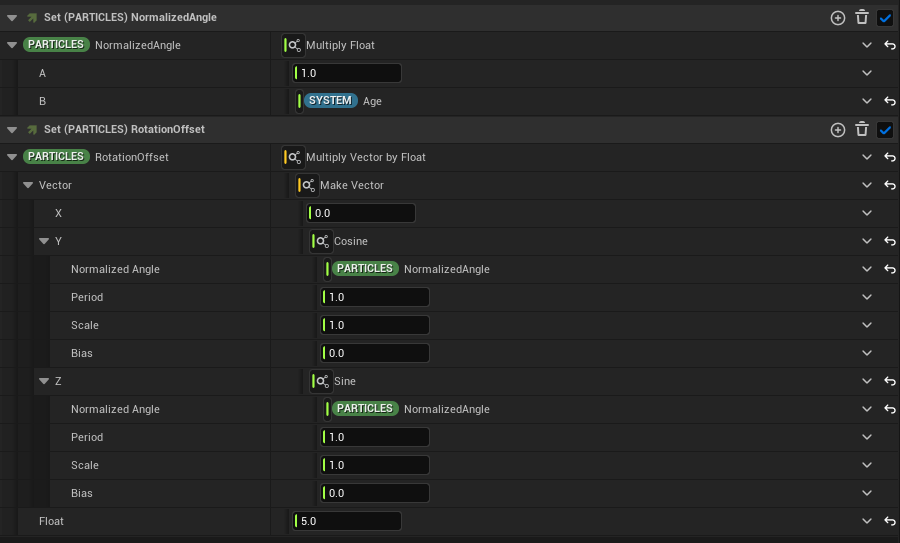 Set (PARTICLES) NormalizedAngle
PARTICLES NormalizedAngle Multiply Float
A 1.0
B SYSTEM Age
Set (PARTICLES) RotationOffset
PARTICLES RotationOffset Multiply Vector by Float
Vector Make Vector
X 0.0
Y Cosine
Normalized Angle PARTICLES NormalizedAngle
Period 1.0
Scale 1.0
Bias 0.0
Z Sine
Normalized Angle PARTICLES NormalizedAngle
Period 1.0
Scale 1.0
Bias 0.0
Float 5.0